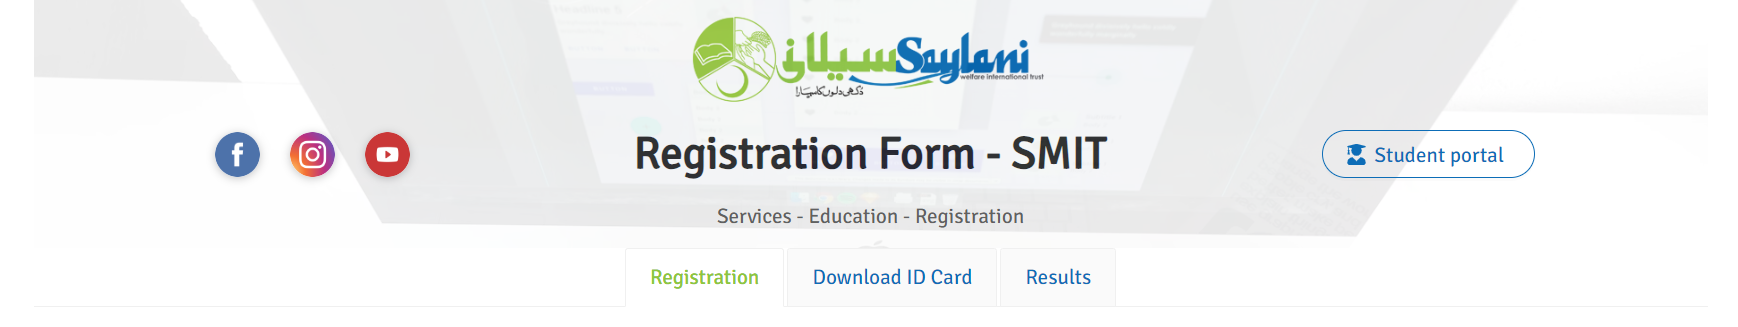 سیلانی Saylani
welfare international trust
دُکھی دلوں کا سہارا
Registration Form - SMIT
Student portal
Services - Education - Registration
Registration
Download ID Card
Results